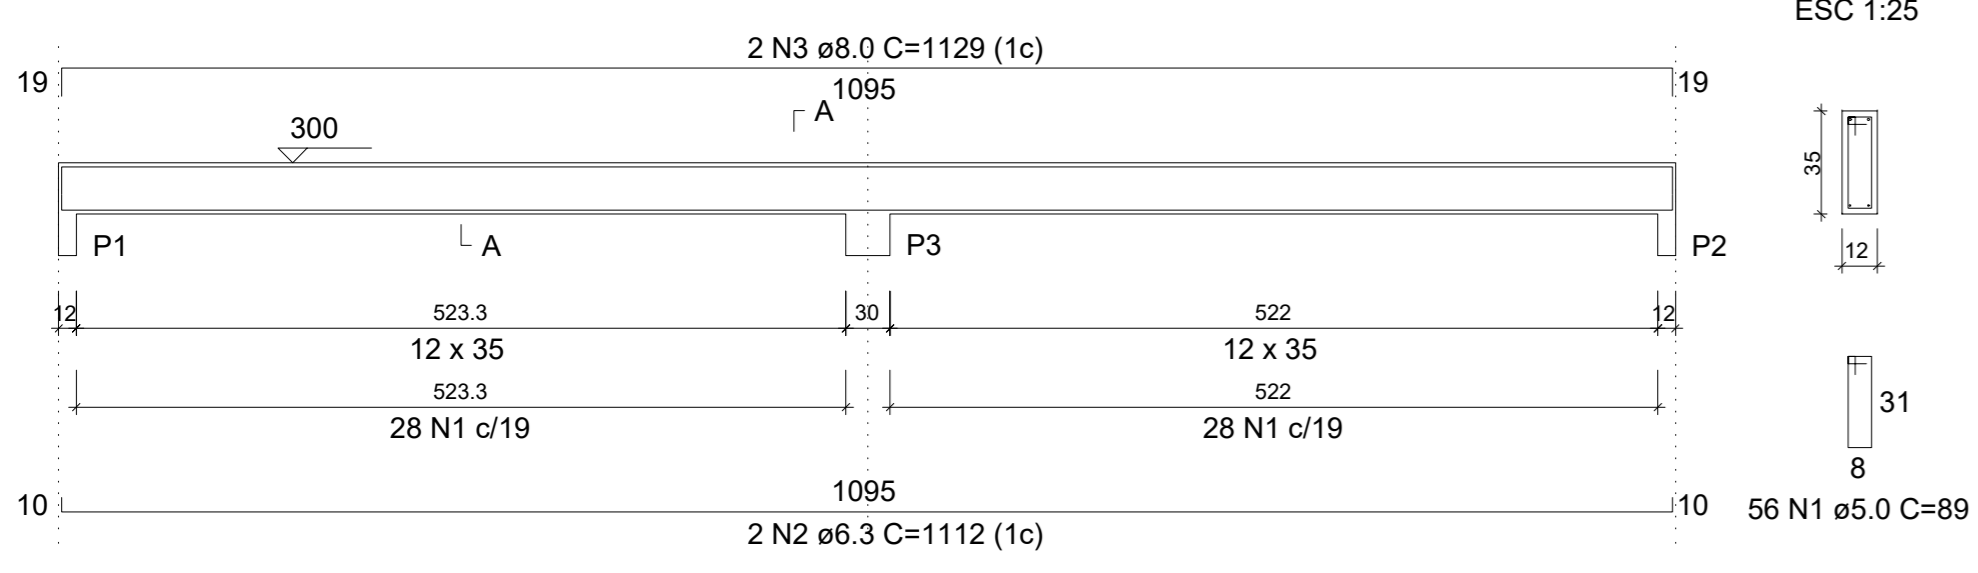 ESC 1:25
2 N3 ø8.0 C=1129 (1c)
19
1095
19
A
300
35
P1
A
P3
P2
12
12
523.3
30
522
12
12 x 35
12 x 35
523.3
522
28 N1 c/19
28 N1 c/19
31
8
10
1095
10
56 N1 ø5.0 C=89
2 N2 ø6.3 C=1112 (1c)